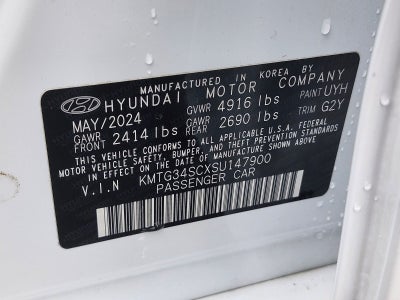 MANUFACTURED IN KOREA BY
HYUNDAI MOTOR COMPANY
MAY/2024 GVWR 4916 lbs PAINT UYH
GAWR FRONT 2414 lbs GAWR REAR 2690 lbs TRIM G2Y
THIS VEHICLE CONFORMS TO ALL APPLICABLE U.S.A. FEDERAL
MOTOR VEHICLE SAFETY, BUMPER, AND THEFT PREVENTION
STANDARDS IN EFFECT ON THE DATE OF MANUFACTURE SHOWN ABOVE.
V.I.N KMTG34SCXSU147900
PASSENGER CAR